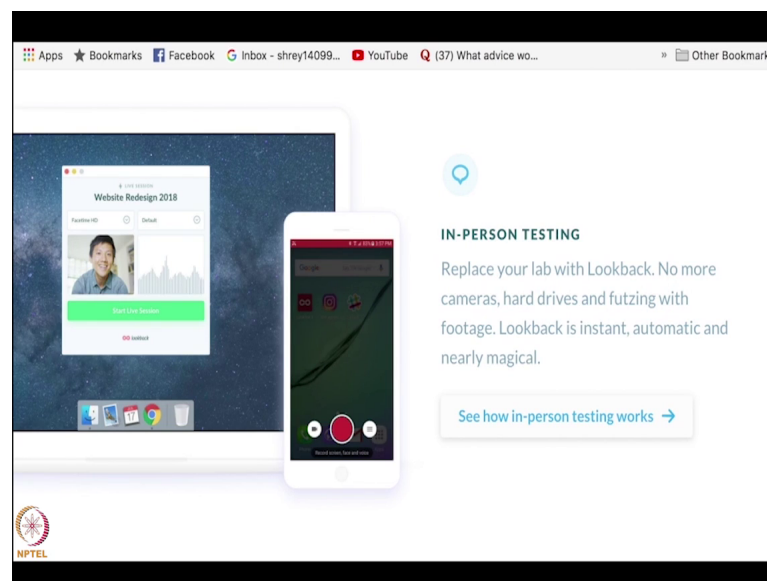 Apps Bookmarks Facebook Inbox - shrey14099... YouTube (37) What advice wo... » Other Bookmark
LIVE SESSION
Website Redesign 2018
Facetime HD Default
Start Live Session
lookback
17
Google
Record screen, face and voice
IN-PERSON TESTING
Replace your lab with Lookback. No more
cameras, hard drives and futzing with
footage. Lookback is instant, automatic and
nearly magical.
See how in-person testing works →
NPTEL